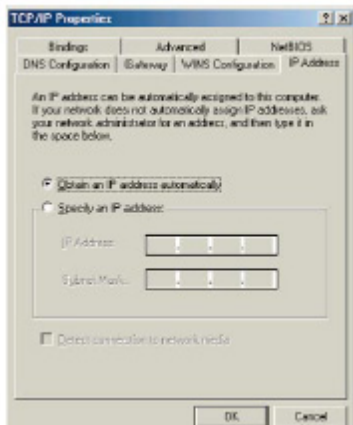 TCP/IP Properties
? X
Bindings Advanced NetBIOS
DNS Configuration Gateway WINS Configuration IP Address
An IP address can be automatically assigned to this computer.
If your network does not automatically assign IP addresses, ask
your network administrator for an address, and then type it in
the space below.
Obtain an IP address automatically
Specify an IP address:
IP Address:
Subnet Mask:
Detect connection to network media
OK Cancel